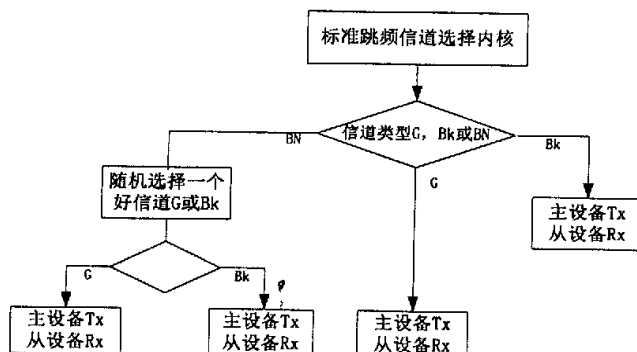 标准跳频信道选择内核
信道类型G, Bk或BN
BN
Bk
G
随机选择一个
好信道G或Bk
主设备Tx
从设备Rx
G
Bk
主设备Tx
从设备Rx
主设备Tx
从设备Rx
主设备Tx
从设备Rx